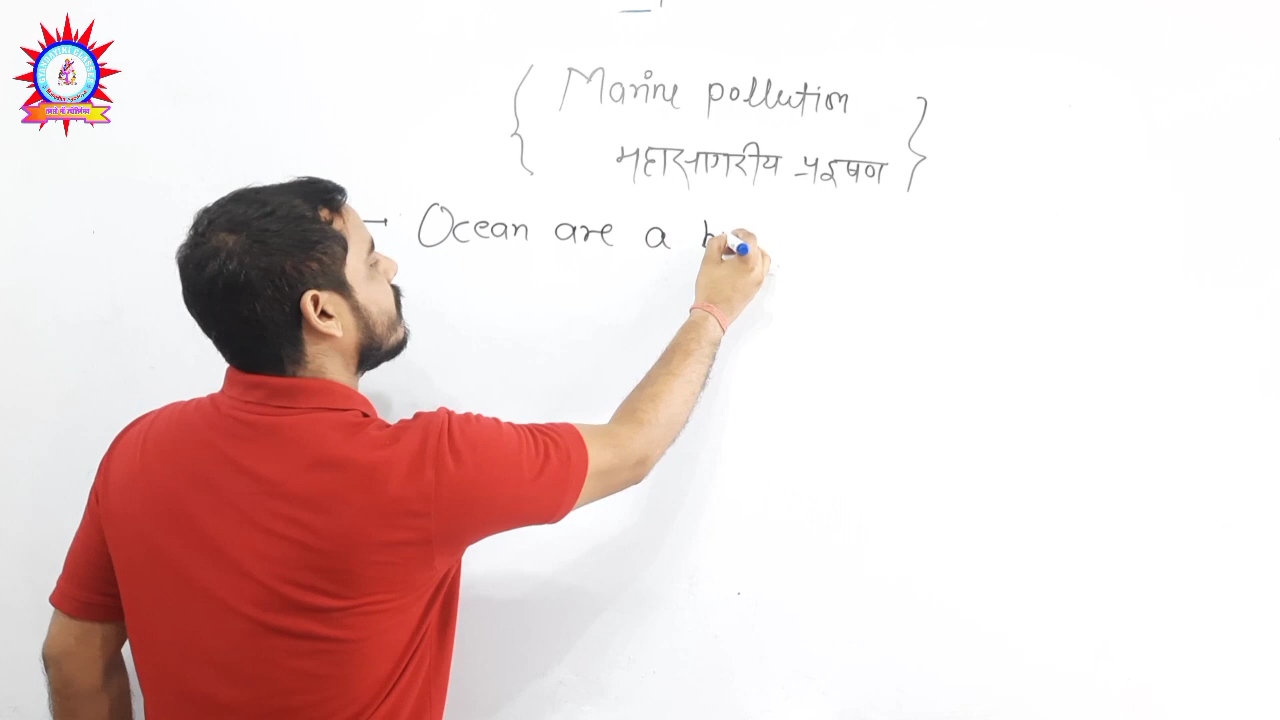 Marine pollution
महासागरीय प्रदूषण
→ Ocean are a